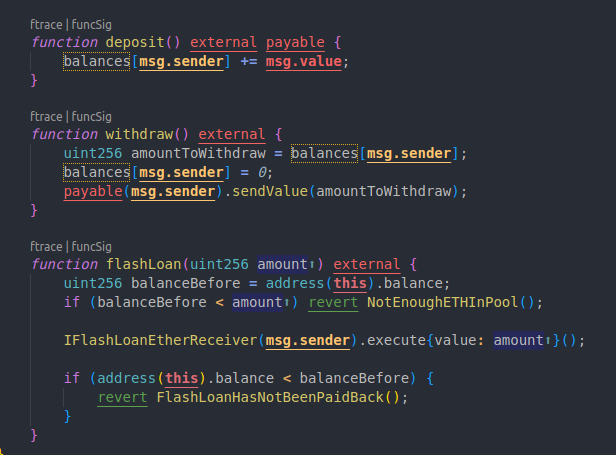 ftrace | funcSig
function deposit() external payable {
balances[msg.sender] += msg.value;
}
ftrace | funcSig
function withdraw() external {
uint256 amountToWithdraw = balances[msg.sender];
balances[msg.sender] = 0;
payable(msg.sender).sendValue(amountToWithdraw);
}
ftrace | funcSig
function flashLoan(uint256 amount⬆) external {
uint256 balanceBefore = address(this).balance;
if (balanceBefore < amount⬆) revert NotEnoughETHInPool();
IFlashLoanEtherReceiver(msg.sender).execute{value: amount⬆}();
if (address(this).balance < balanceBefore) {
revert FlashLoanHasNotBeenPaidBack();
}
}